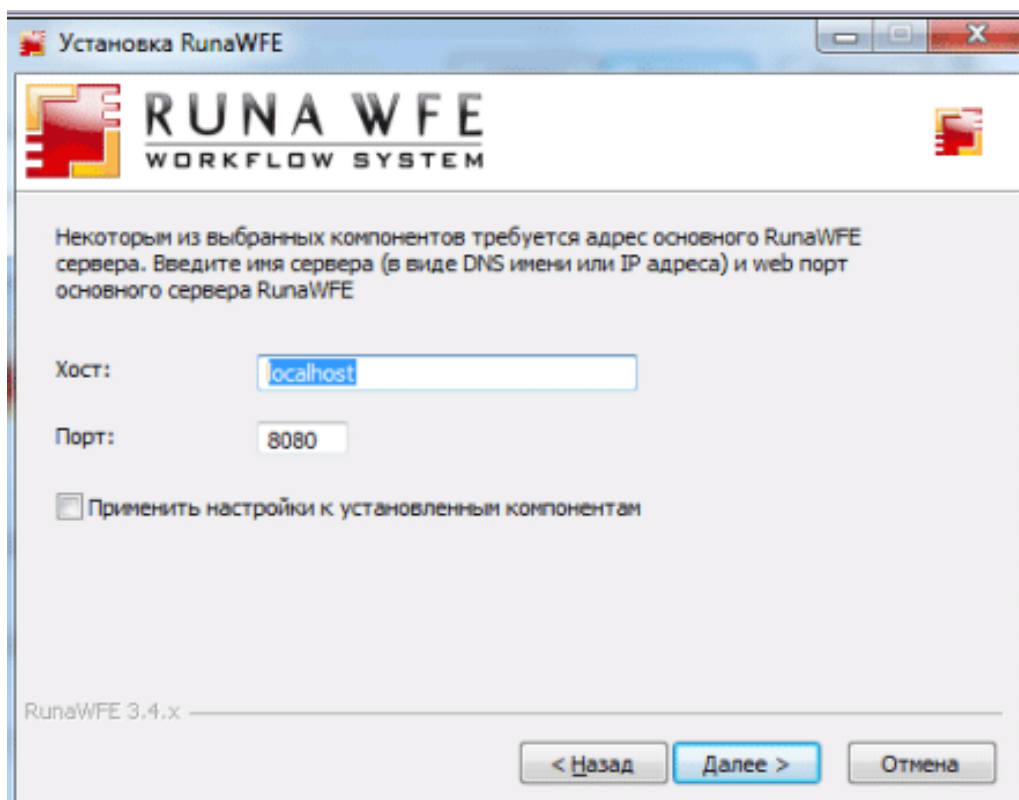 Установка RunaWFE
RUNA WFE
WORKFLOW SYSTEM
Некоторым из выбранных компонентов требуется адрес основного RunaWFE
сервера. Введите имя сервера (в виде DNS имени или IP адреса) и web порт
основного сервера RunaWFE
Хост:
localhost
Порт:
8080
Применить настройки к установленным компонентам
RunaWFE 3.4.x
< Назад
Далее >
Отмена